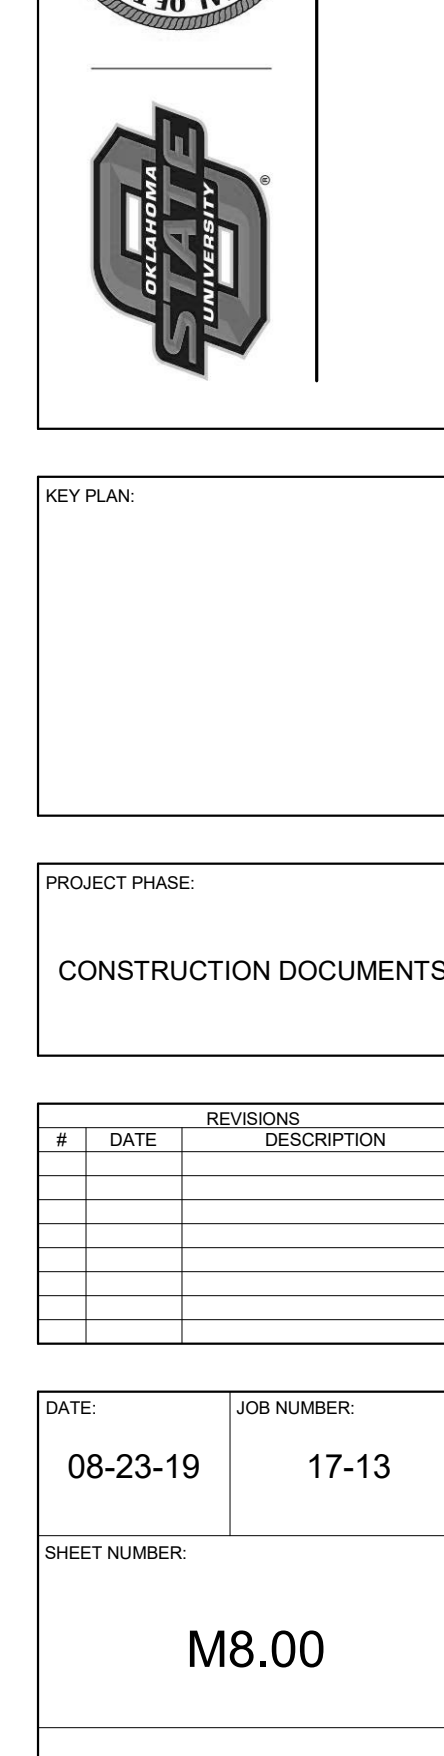 OKLAHOMA
STATE
UNIVERSITY
®
KEY PLAN:
PROJECT PHASE:
CONSTRUCTION DOCUMENTS
REVISIONS
# DATE DESCRIPTION
DATE: JOB NUMBER:
08-23-19 17-13
SHEET NUMBER:
M8.00